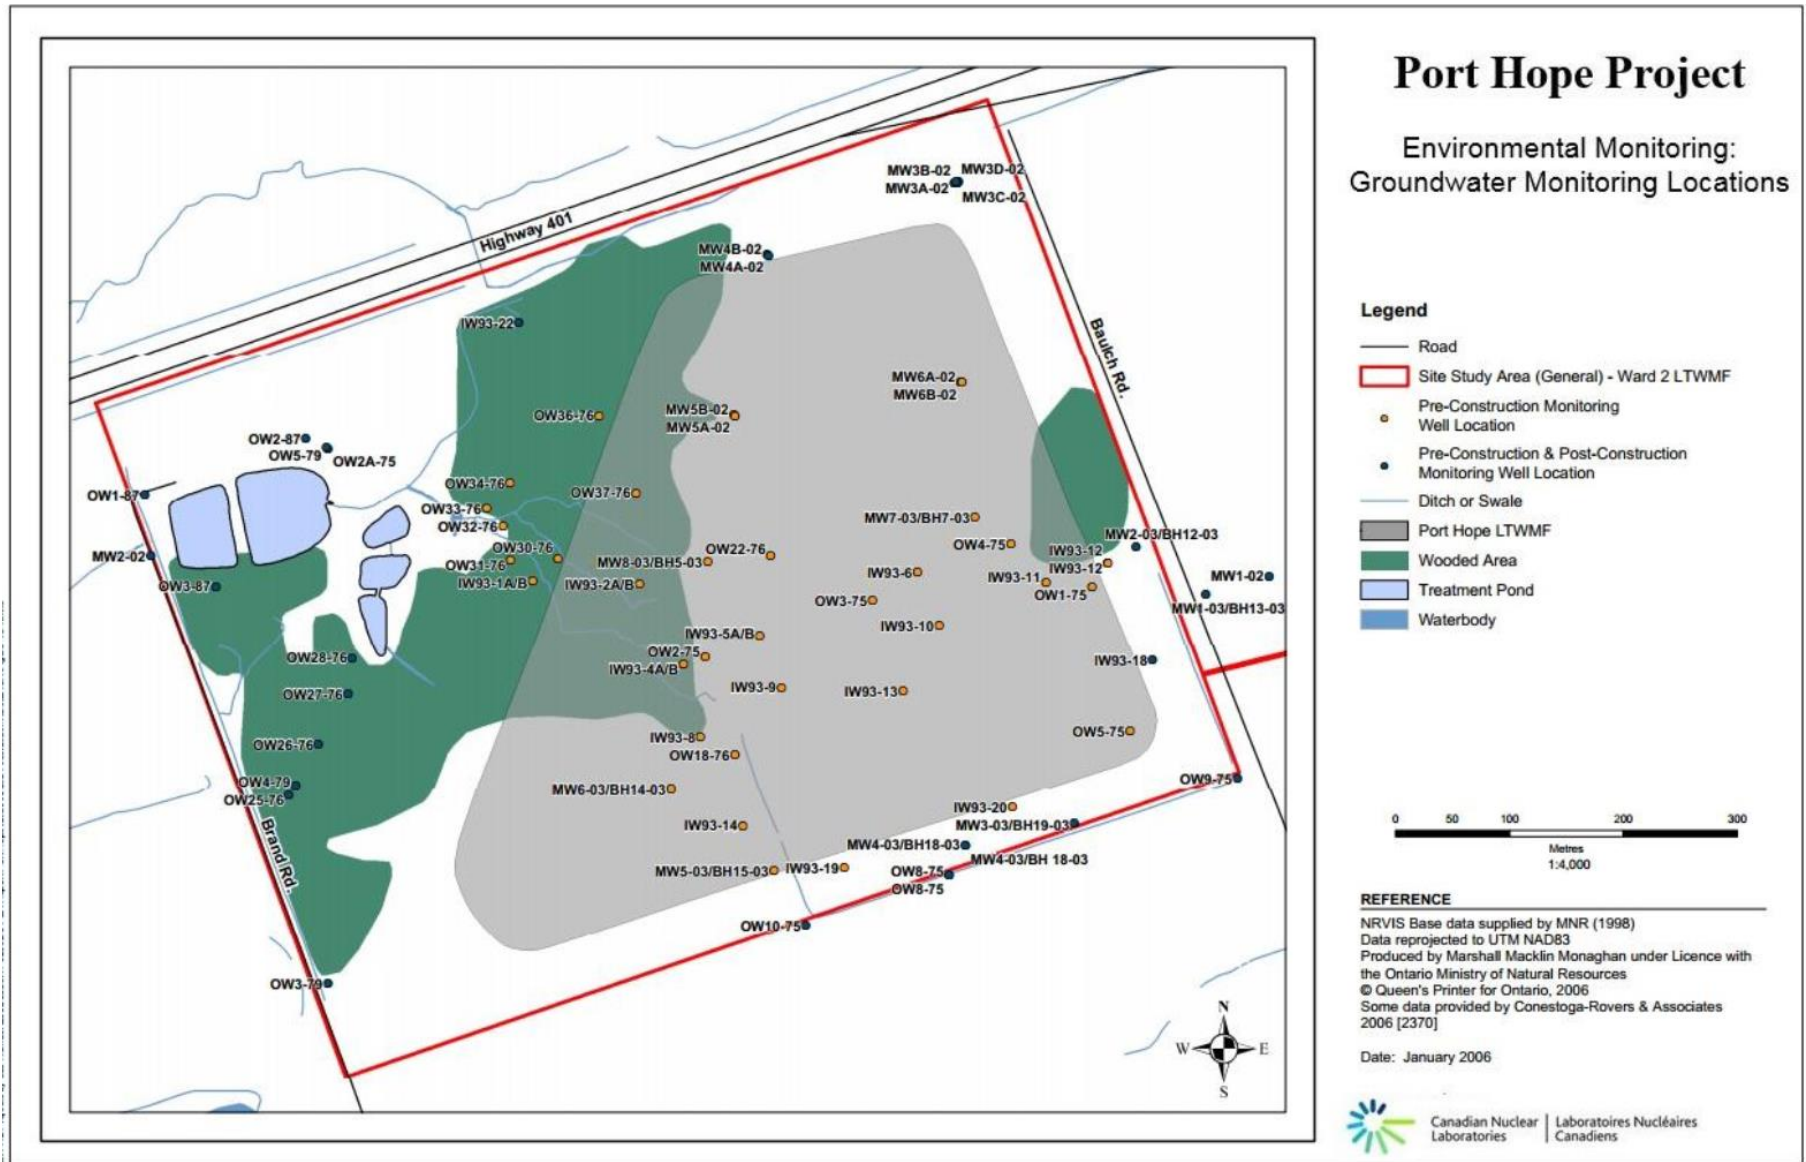 Port Hope Project
Environmental Monitoring:
Groundwater Monitoring Locations
MW3B-02 MW3D-02
MW3A-02
MW3C-02
Highway 401
MW4B-02
MW4A-02
IW93-22
Baulch Rd.
MW6A-02
MW6B-02
OW36-76
MW5B-02
MW5A-02
OW2-87
OW5-79
OW2A-75
OW1-87
OW34-76
OW37-76
OW33-76
OW32-76
MW7-03/BH7-03
MW2-03/BH12-03
OW4-75
MW2-02
OW30-76
OW22-76
IW93-12
OW31-76
MW8-03/BH5-03
IW93-12
IW93-6
IW93-11
MW1-02
OW3-87
IW93-1A/B
IW93-2A/B
OW1-75
OW3-75
MW1-03/BH13-03
IW93-10
IW93-5A/B
OW28-76
OW2-75
IW93-4A/B
IW93-18
OW27-76
IW93-9
IW93-13
OW26-76
IW93-8
OW18-76
OW5-75
OW4-79
OW25-76
MW6-03/BH14-03
OW9-75
IW93-20
IW93-14
MW3-03/BH19-03
Brand Rd.
MW4-03/BH18-03
MW4-03/BH 18-03
MW5-03/BH15-03
IW93-19
OW8-75
OW8-75
OW10-75
OW3-79
N
W E
S
Legend
Road
Site Study Area (General) - Ward 2 LTWMF
Pre-Construction Monitoring
Well Location
Pre-Construction & Post-Construction
Monitoring Well Location
Ditch or Swale
Port Hope LTWMF
Wooded Area
Treatment Pond
Waterbody
0 50 100 200 300
Metres
1:4,000
REFERENCE
NRVIS Base data supplied by MNR (1998)
Data reprojected to UTM NAD83
Produced by Marshall Macklin Monaghan under Licence with
the Ontario Ministry of Natural Resources
© Queen's Printer for Ontario, 2006
Some data provided by Conestoga-Rovers & Associates
2006 [2370]
Date: January 2006
Canadian Nuclear Laboratories
Laboratoires Nucléaires Canadiens